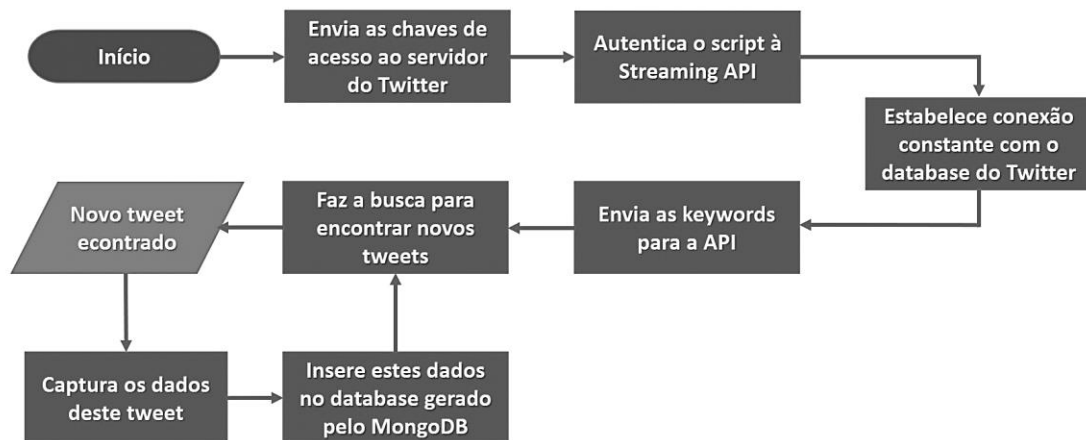 Início
Envia as chaves de
acesso ao servidor
do Twitter
Autentica o script à
Streaming API
Estabelece conexão
constante com o
database do Twitter
Envia as keywords
para a API
Faz a busca para
encontrar novos
tweets
Novo tweet
econtrado
Captura os dados
deste tweet
Insere estes dados
no database gerado
pelo MongoDB